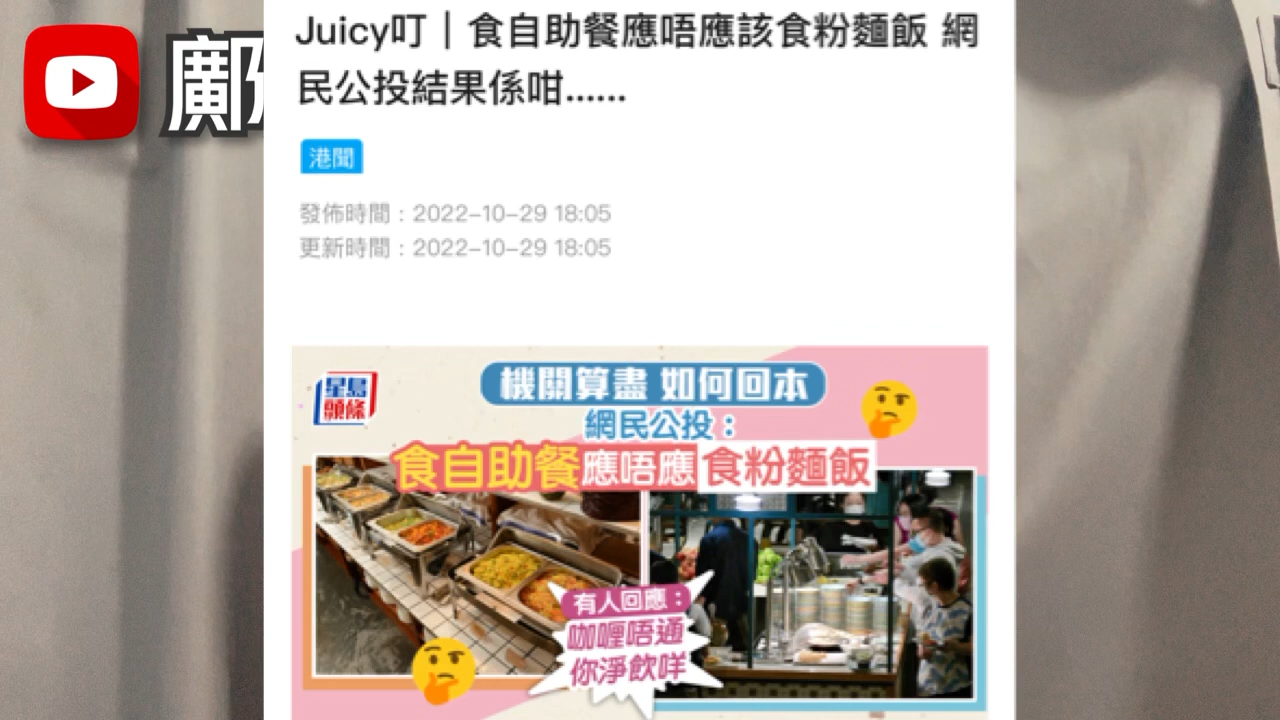 Juicy叮｜食自助餐應唔應該食粉麵飯 網
民公投結果係咁......
港聞
發佈時間：2022-10-29 18:05
更新時間：2022-10-29 18:05
星島
頭條
機關算盡 如何回本
網民公投：
食自助餐應唔應食粉麵飯
有人回應：
咖喱唔通
你淨飲咩